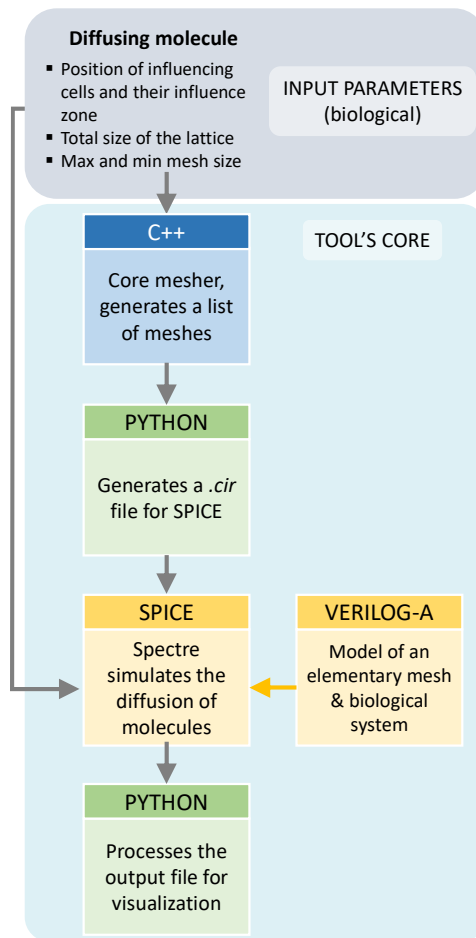 Diffusing molecule
▪ Position of influencing
cells and their influence
zone
▪ Total size of the lattice
▪ Max and min mesh size
INPUT PARAMETERS
(biological)
TOOL'S CORE
C++
Core mesher,
generates a list
of meshes
PYTHON
Generates a .cir
file for SPICE
SPICE
Spectre
simulates the
diffusion of
molecules
VERILOG-A
Model of an
elementary mesh
& biological
system
PYTHON
Processes the
output file for
visualization